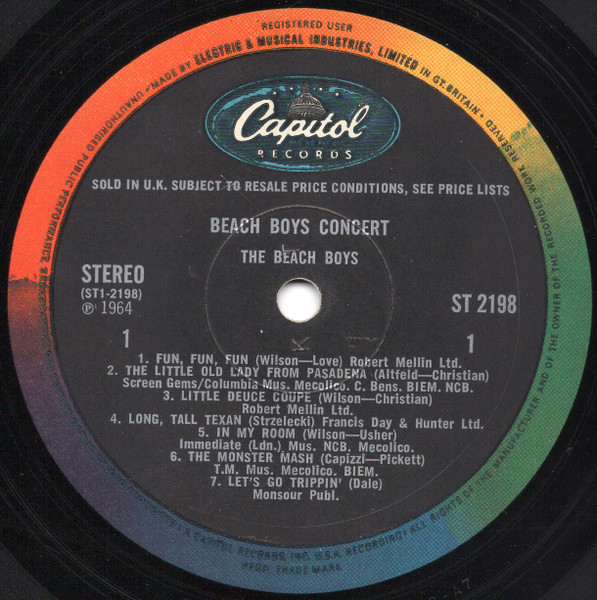 REGISTERED USER
UNAUTHORISED PUBLIC PERFORMANCE
• MADE BY ELECTRIC & MUSICAL INDUSTRIES, LIMITED IN GT. BRITAIN •
OF THE MANUFACTURER AND OF THE OWNER OF THE RECORDED WORK RESERVED
ALL RIGHTS
CAPITOL RECORDS, INC. U.S.A. RECORDING •
REGD TRADE MARK
Capitol
RECORDS
SOLD IN U.K. SUBJECT TO RESALE PRICE CONDITIONS, SEE PRICE LISTS
BEACH BOYS CONCERT
THE BEACH BOYS
STEREO
(ST1-2198)
℗ 1964
ST 2198
1
1
1. FUN, FUN, FUN (Wilson—Love) Robert Mellin Ltd.
2. THE LITTLE OLD LADY FROM PASADENA (Altfeld—Christian)
Screen Gems/Columbia Mus. Mecolico. C. Bens. BIEM. NCB.
3. LITTLE DEUCE COUPE (Wilson—Christian)
Robert Mellin Ltd.
4. LONG, TALL TEXAN (Strzelecki) Francis Day & Hunter Ltd.
5. IN MY ROOM (Wilson—Usher)
Immediate (Ldn.) Mus. NCB. Mecolico.
6. THE MONSTER MASH (Capizzi—Pickett)
T.M. Mus. Mecolico. BIEM.
7. LET'S GO TRIPPIN' (Dale)
Monsour Publ.